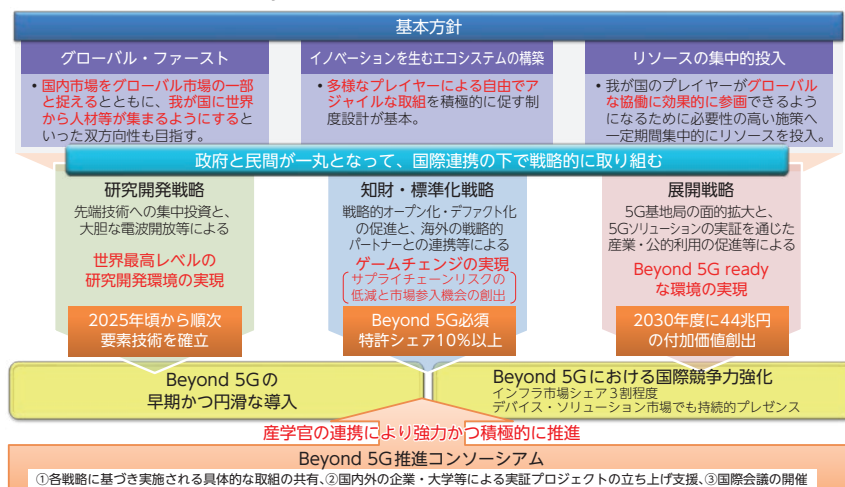 基本方針
グローバル・ファースト
• 国内市場をグローバル市場の一部
と捉えるとともに、我が国に世界
から人材等が集まるようにすると
いった双方向性も目指す。
イノベーションを生むエコシステムの構築
• 多様なプレイヤーによる自由でア
ジャイルな取組を積極的に促す制
度設計が基本。
リソースの集中的投入
• 我が国のプレイヤーがグローバル
な協働に効果的に参画できるよう
になるために必要性の高い施策へ
一定期間集中的にリソースを投入。
政府と民間が一丸となって、国際連携の下で戦略的に取り組む
研究開発戦略
先端技術への集中投資と、
大胆な電波開放等による
世界最高レベルの
研究開発環境の実現
2025年頃から順次
要素技術を確立
知財・標準化戦略
戦略的オープン化・デファクト化
の促進と、海外の戦略的
パートナーとの連携等による
ゲームチェンジの実現
サプライチェーンリスクの
低減と市場参入機会の創出
Beyond 5G必須
特許シェア10%以上
展開戦略
5G基地局の面的拡大と、
5Gソリューションの実証を通じた
産業・公的利用の促進等による
Beyond 5G ready
な環境の実現
2030年度に44兆円
の付加価値創出
Beyond 5Gの
早期かつ円滑な導入
Beyond 5Gにおける国際競争力強化
インフラ市場シェア3割程度
デバイス・ソリューション市場でも持続的プレゼンス
産学官の連携により強力かつ積極的に推進
Beyond 5G推進コンソーシアム
①各戦略に基づき実施される具体的な取組の共有、②国内外の企業・大学等による実証プロジェクトの立ち上げ支援、③国際会議の開催